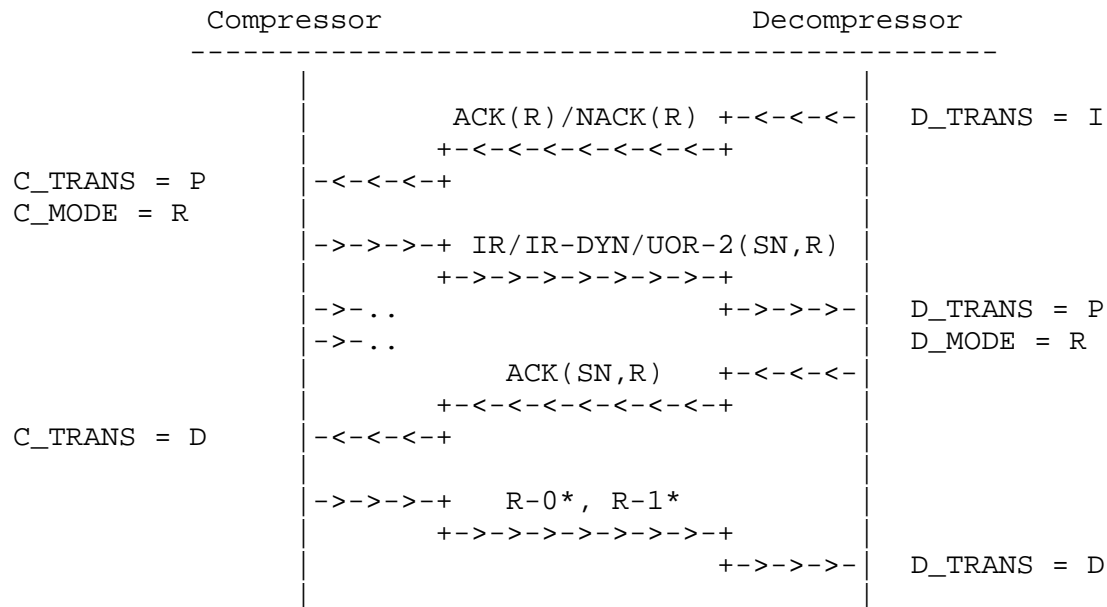 Compressor                     Decompressor
----------------------------------------------
|                                |
|        ACK(R)/NACK(R) +-<-<-<-|  D_TRANS = I
|       +-<-<-<-<-<-<-<-+       |
C_TRANS = P     |-<-<-<-+                        |
C_MODE = R      |                                |
|->->->-+ IR/IR-DYN/UOR-2(SN,R) |
|       +->->->->->->->-+       |
|->-..                  +->->->-|  D_TRANS = P
|->-..                          |  D_MODE = R
|           ACK(SN,R)   +-<-<-<-|
|       +-<-<-<-<-<-<-<-+       |
C_TRANS = D     |-<-<-<-+                        |
|                                |
|->->->-+   R-0*, R-1*           |
|       +->->->->->->->-+       |
|                       +->->->-|  D_TRANS = D
|                                |